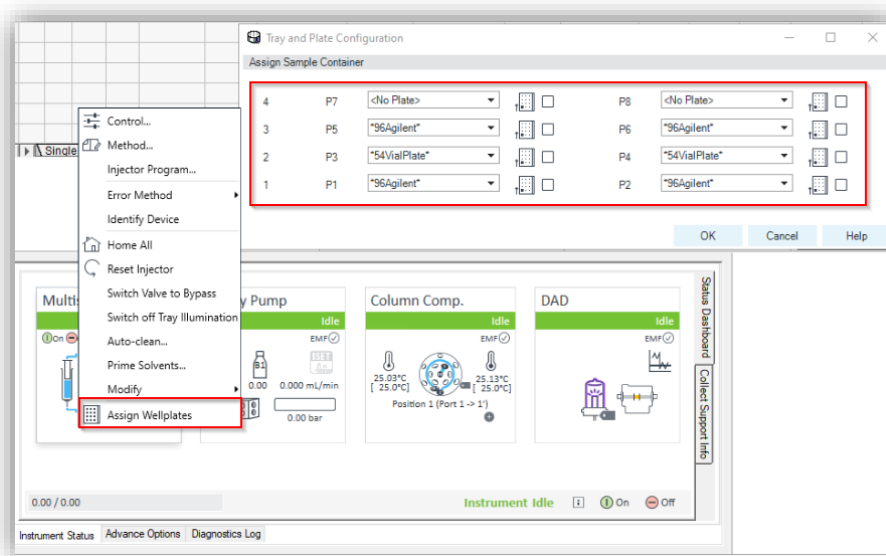 Tray and Plate Configuration
Assign Sample Container
4 P7 <No Plate> P8 <No Plate>
3 P5 *96Agilent* P6 *96Agilent*
2 P3 *54VialPlate* P4 *54VialPlate*
1 P1 *96Agilent* P2 *96Agilent*
OK Cancel Help
Single
Control...
Method...
Injector Program...
Error Method
Identify Device
Home All
Reset Injector
Switch Valve to Bypass
Switch off Tray Illumination
Auto-clean...
Prime Solvents...
Modify
Assign Wellplates
Pump
Idle
EMF
B1
SET
0.00 0.000 mL/min
0.00 bar
Column Comp.
Idle
EMF
25.03°C 25.13°C
[ 25.0°C] [ 25.0°C]
Position 1 (Port 1 -> 1')
DAD
Idle
EMF
On
Status Dashboard
Collect Support Info
0.00 / 0.00
Instrument Idle On Off
Instrument Status Advance Options Diagnostics Log